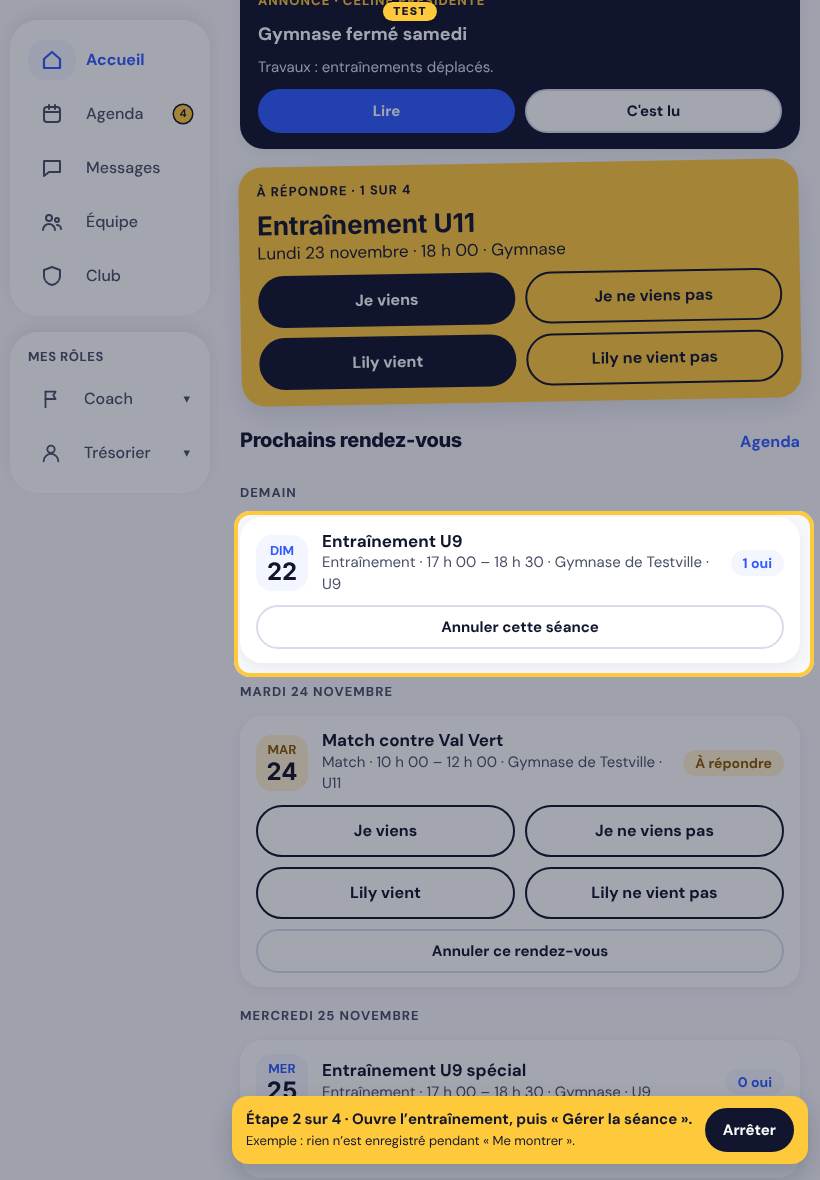 ANNONCE · CÉLINE PRÉSIDENTE
TEST
Gymnase fermé samedi
Travaux : entraînements déplacés.
Lire
C'est lu
Accueil
Agenda
4
Messages
Équipe
Club
MES RÔLES
Coach
▾
Trésorier
▾
À RÉPONDRE · 1 SUR 4
Entraînement U11
Lundi 23 novembre · 18 h 00 · Gymnase
Je viens
Je ne viens pas
Lily vient
Lily ne vient pas
Prochains rendez-vous
Agenda
DEMAIN
DIM
22
Entraînement U9
Entraînement · 17 h 00 – 18 h 30 · Gymnase de Testville ·
U9
1 oui
Annuler cette séance
MARDI 24 NOVEMBRE
MAR
24
Match contre Val Vert
Match · 10 h 00 – 12 h 00 · Gymnase de Testville ·
U11
À répondre
Je viens
Je ne viens pas
Lily vient
Lily ne vient pas
Annuler ce rendez-vous
MERCREDI 25 NOVEMBRE
MER
25
Entraînement U9 spécial
Entraînement · 17 h 00 – 18 h 30 · Gymnase · U9
0 oui
Étape 2 sur 4 · Ouvre l’entraînement, puis « Gérer la séance ».
Exemple : rien n’est enregistré pendant « Me montrer ».
Arrêter